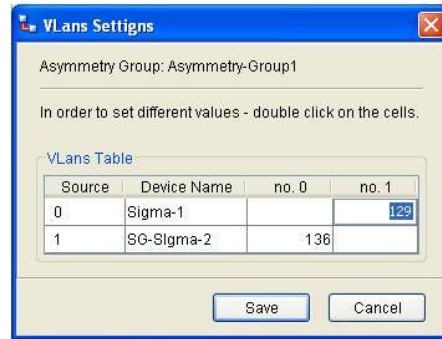 VLans Settigns
Asymmetry Group: Asymmetry-Group1
In order to set different values - double click on the cells.
VLans Table
Source Device Name no. 0 no. 1
0 Sigma-1 129
1 SG-SIgma-2 136
Save Cancel